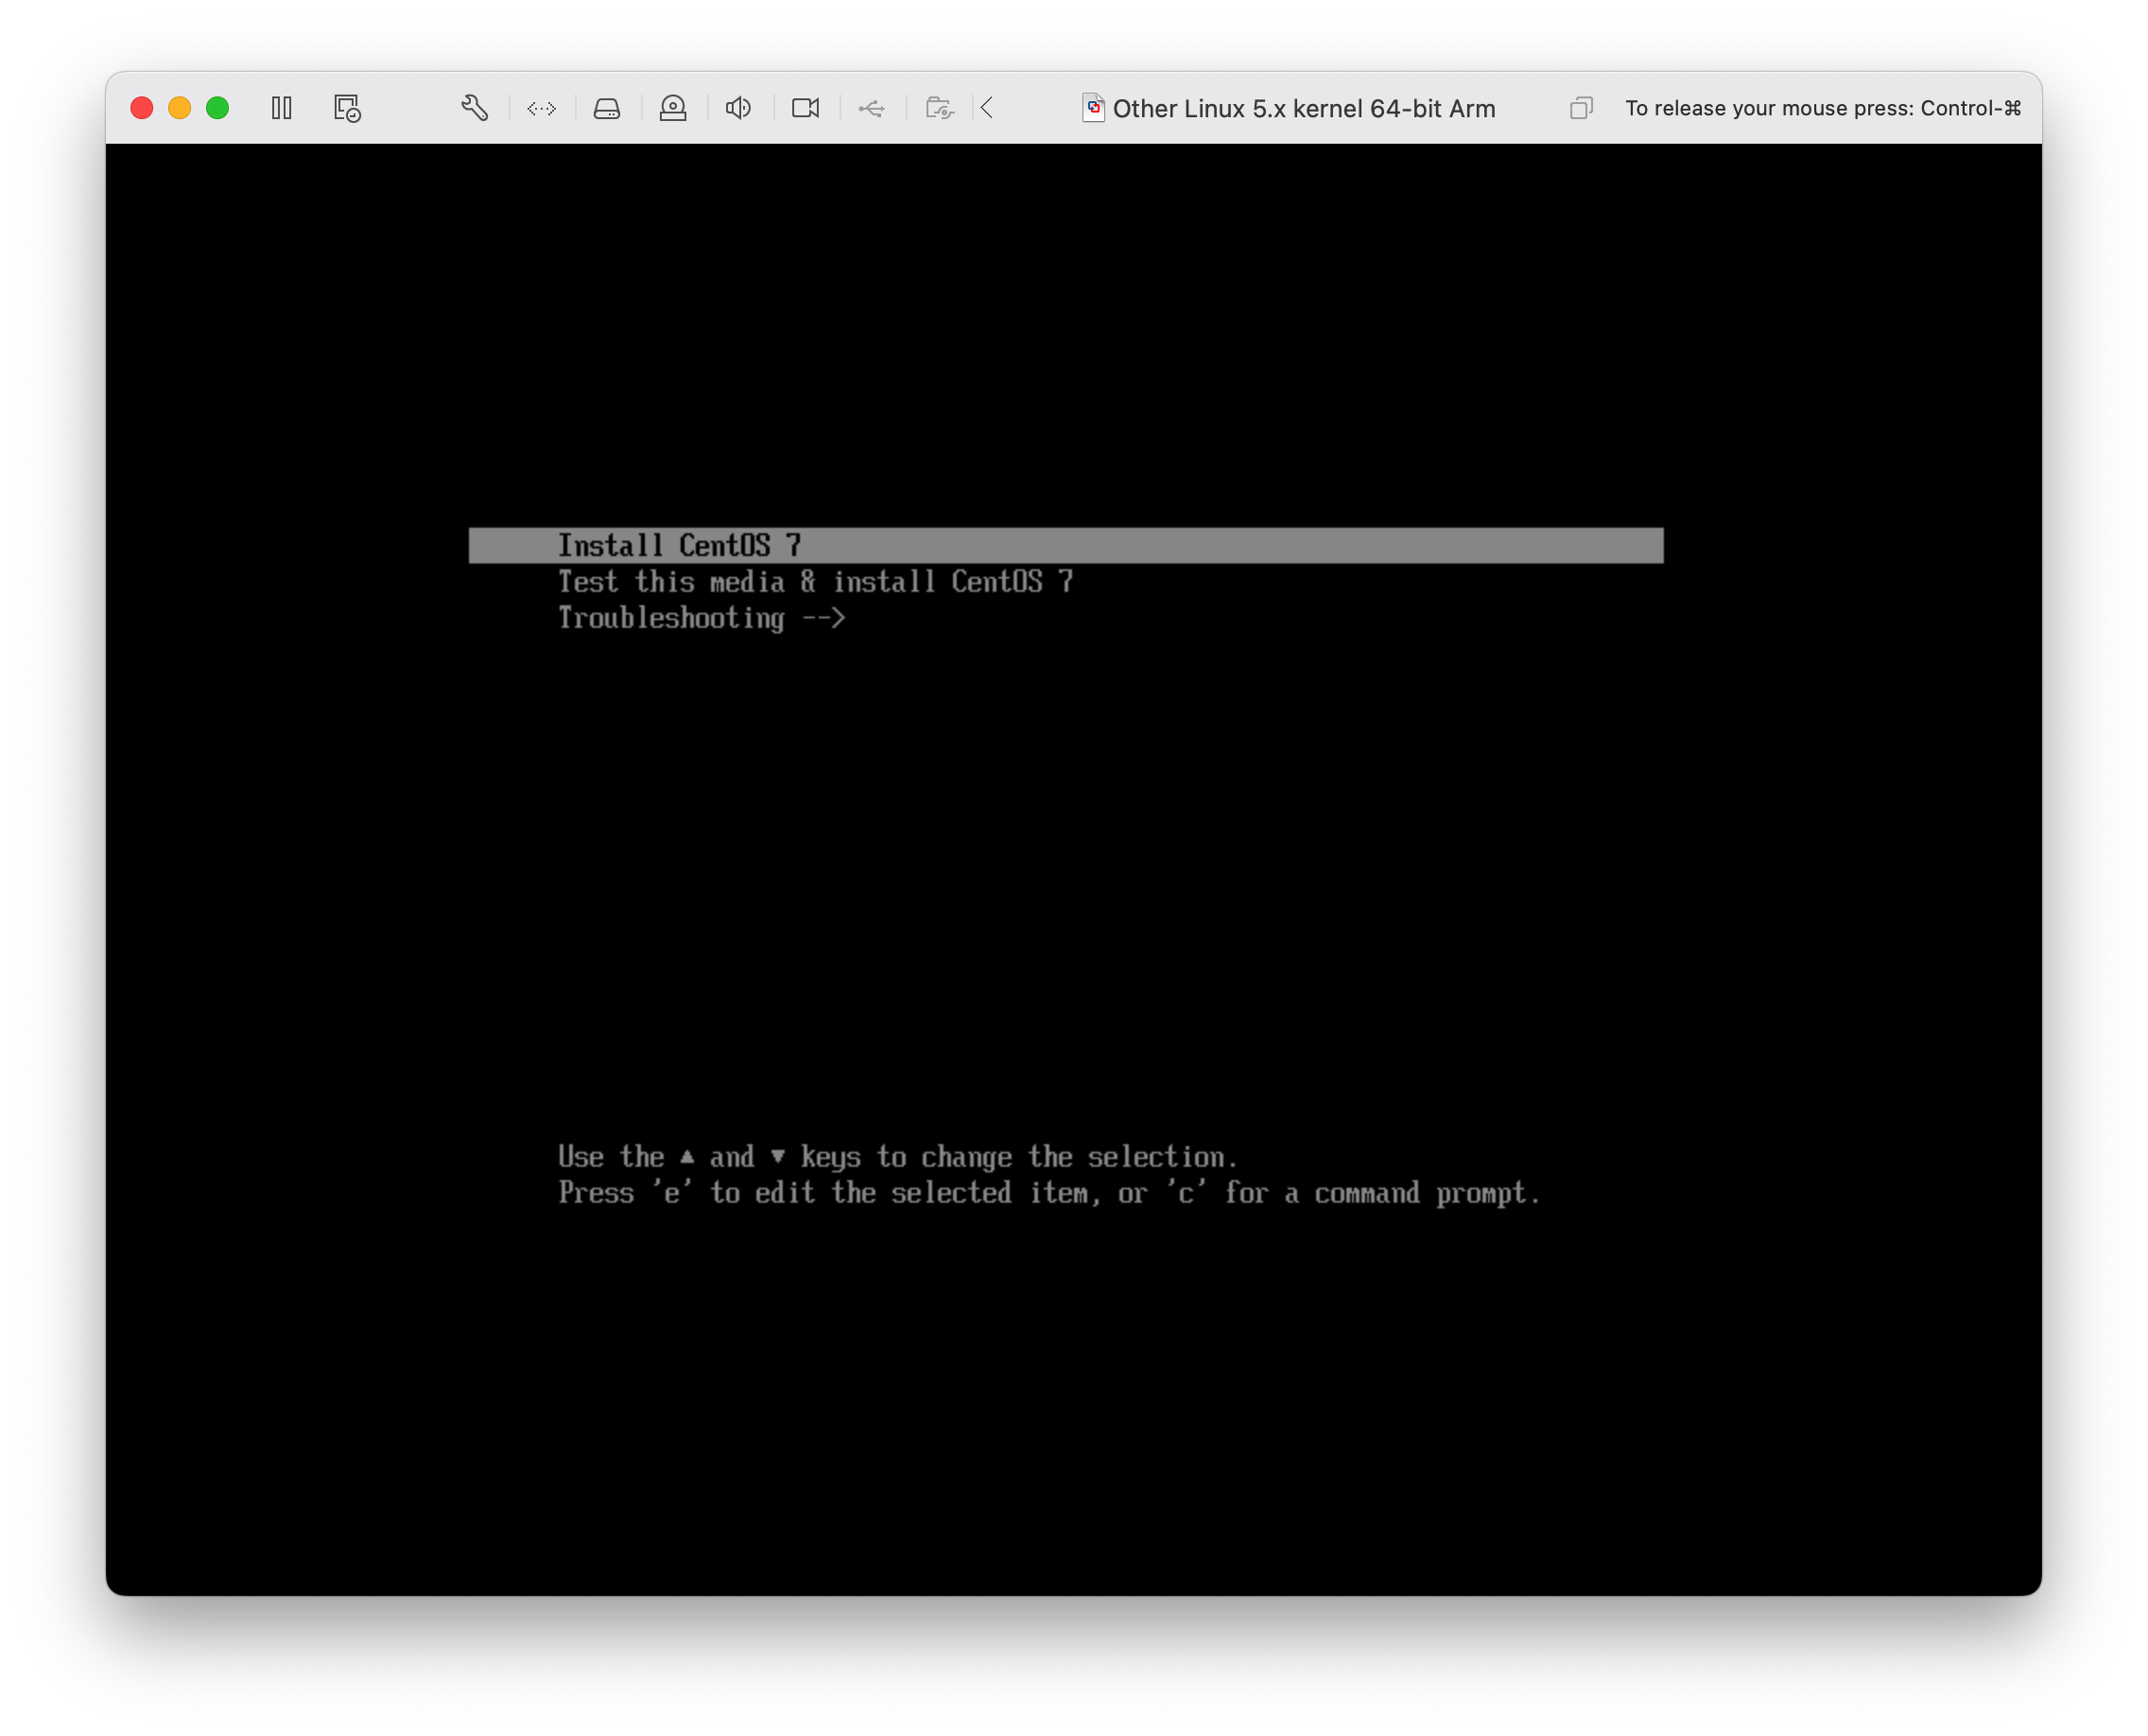 Other Linux 5.x kernel 64-bit Arm
To release your mouse press: Control-⌘
Install CentOS 7
Test this media & install CentOS 7
Troubleshooting -->
Use the ▲ and ▼ keys to change the selection.
Press 'e' to edit the selected item, or 'c' for a command prompt.